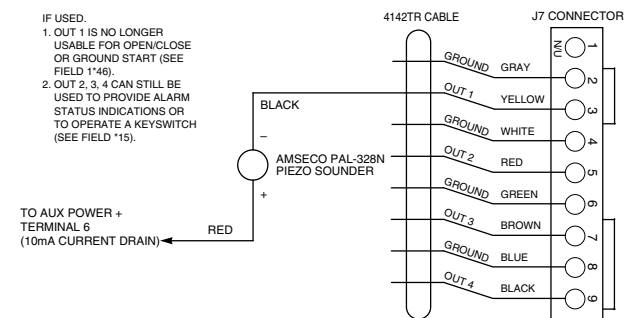 IF USED.
1. OUT 1 IS NO LONGER
USABLE FOR OPEN/CLOSE
OR GROUND START (SEE
FIELD 1*46).
2. OUT 2, 3, 4 CAN STILL BE
USED TO PROVIDE ALARM
STATUS INDICATIONS OR
TO OPERATE A KEYSWITCH
(SEE FIELD *15).
4142TR CABLE
J7 CONNECTOR
N/U
1
GROUND GRAY 2
OUT 1 YELLOW 3
BLACK
GROUND WHITE 4
–
AMSECO PAL-328N
PIEZO SOUNDER
+
OUT 2 RED 5
GROUND GREEN 6
OUT 3 BROWN 7
GROUND BLUE 8
OUT 4 BLACK 9
TO AUX POWER +
TERMINAL 6
(10mA CURRENT DRAIN)
RED